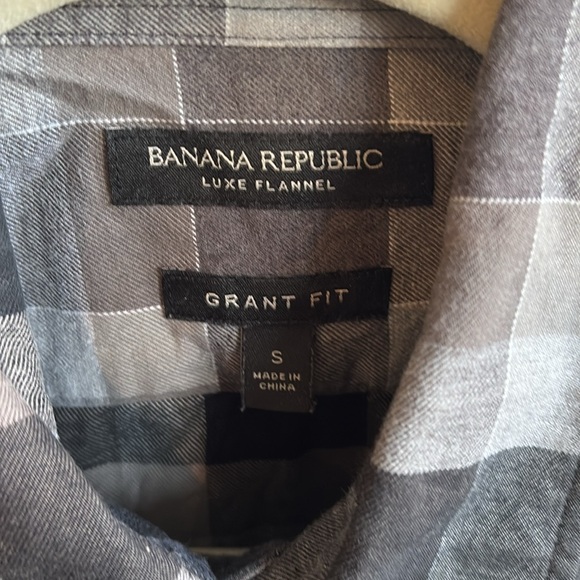 BANANA REPUBLIC
LUXE FLANNEL
GRANT FIT
S
MADE IN
CHINA